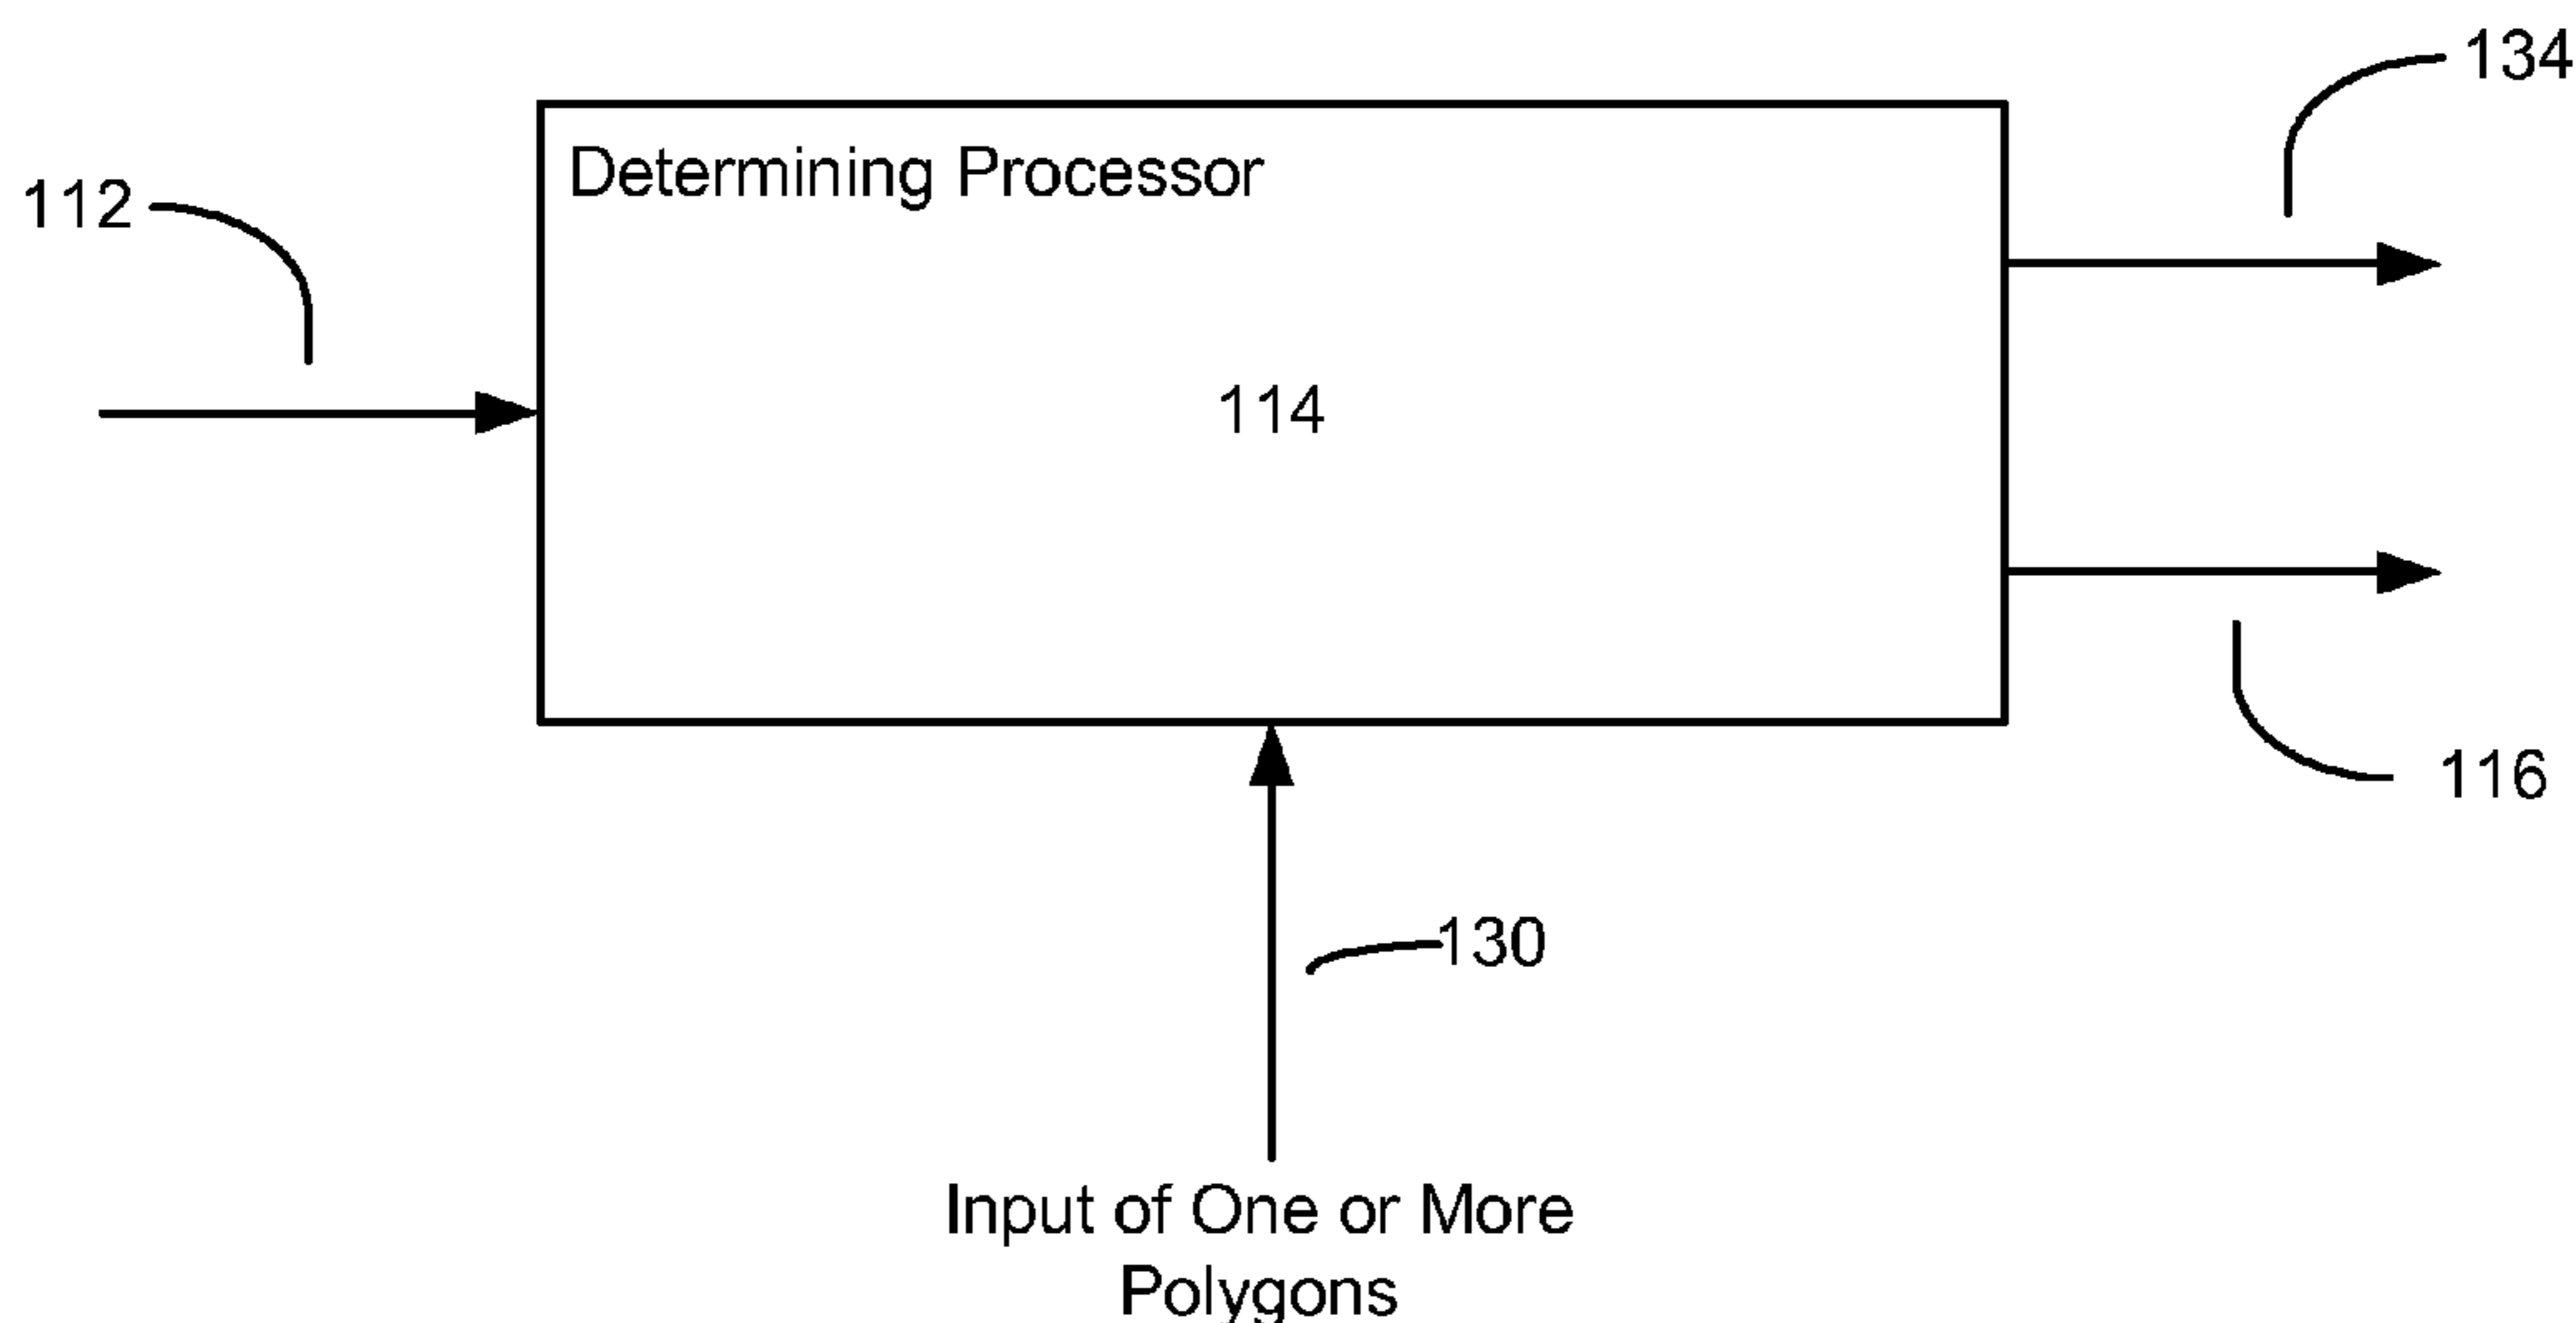 134
Determining Processor
112
114
116
130
Input of One or More
Polygons